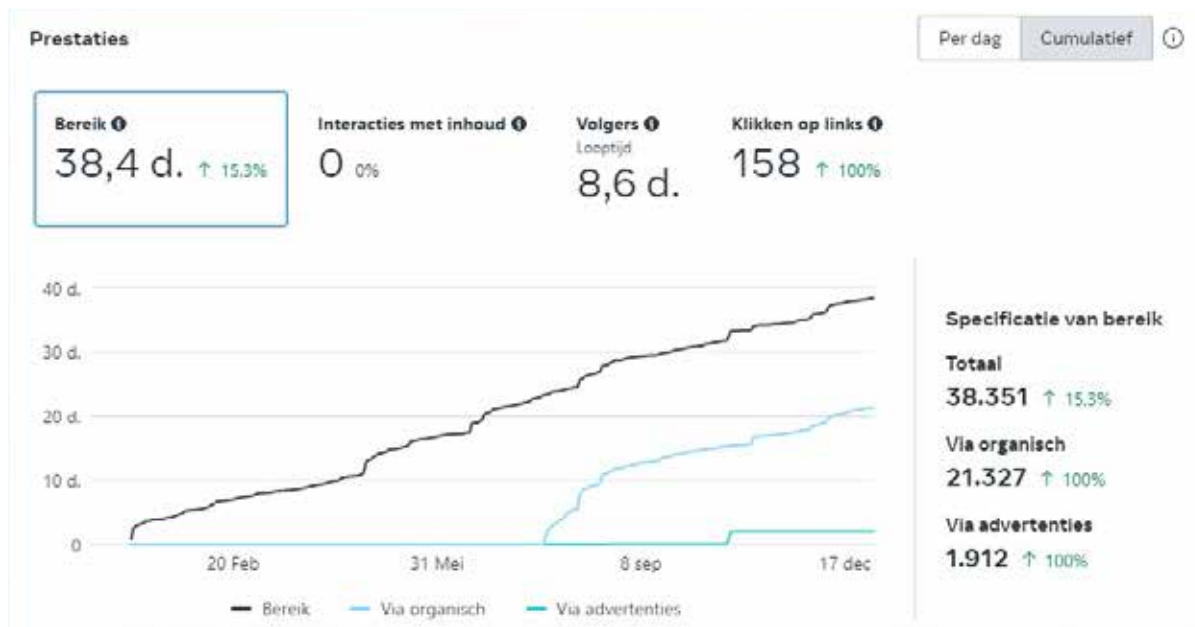 Prestaties
Per dag
Cumulatief
Bereik
38,4 d. ↑ 15.3%
Interacties met inhoud
0 0%
Volgers
Looptijd
8,6 d.
Klikken op links
158 ↑ 100%
40 d.
30 d.
20 d.
10 d.
0
20 Feb
31 Mei
8 sep
17 dec
Bereik
Via organisch
Via advertenties
Specificatie van bereik
Totaal
38.351 ↑ 15.3%
Via organisch
21.327 ↑ 100%
Via advertenties
1.912 ↑ 100%